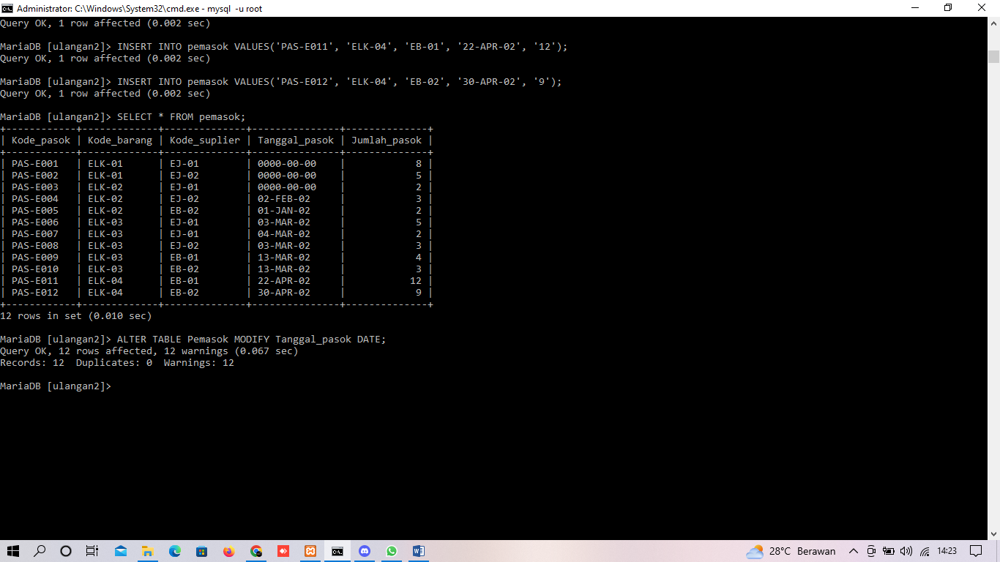 Administrator: C:\Windows\System32\cmd.exe - mysql  -u root
Query OK, 1 row affected (0.002 sec)
MariaDB [ulangan2]> INSERT INTO pemasok VALUES('PAS-E011', 'ELK-04', 'EB-01', '22-APR-02', '12');
Query OK, 1 row affected (0.002 sec)
MariaDB [ulangan2]> INSERT INTO pemasok VALUES('PAS-E012', 'ELK-04', 'EB-02', '30-APR-02', '9');
Query OK, 1 row affected (0.002 sec)
MariaDB [ulangan2]> SELECT * FROM pemasok;
+------------+-------------+--------------+---------------+--------------+
| Kode_pasok | Kode_barang | Kode_suplier | Tanggal_pasok | Jumlah_pasok |
+------------+-------------+--------------+---------------+--------------+
| PAS-E001   | ELK-01      | EJ-01        | 0000-00-00    |            8 |
| PAS-E002   | ELK-01      | EJ-02        | 0000-00-00    |            5 |
| PAS-E003   | ELK-02      | EJ-01        | 0000-00-00    |            2 |
| PAS-E004   | ELK-02      | EJ-02        | 02-FEB-02     |            3 |
| PAS-E005   | ELK-02      | EB-02        | 01-JAN-02     |            2 |
| PAS-E006   | ELK-03      | EJ-01        | 03-MAR-02     |            5 |
| PAS-E007   | ELK-03      | EJ-01        | 04-MAR-02     |            2 |
| PAS-E008   | ELK-03      | EJ-02        | 03-MAR-02     |            3 |
| PAS-E009   | ELK-03      | EB-01        | 13-MAR-02     |            4 |
| PAS-E010   | ELK-03      | EB-02        | 13-MAR-02     |            3 |
| PAS-E011   | ELK-04      | EB-01        | 22-APR-02     |           12 |
| PAS-E012   | ELK-04      | EB-02        | 30-APR-02     |            9 |
+------------+-------------+--------------+---------------+--------------+
12 rows in set (0.010 sec)
MariaDB [ulangan2]> ALTER TABLE Pemasok MODIFY Tanggal_pasok DATE;
Query OK, 12 rows affected, 12 warnings (0.067 sec)
Records: 12  Duplicates: 0  Warnings: 12
MariaDB [ulangan2]>
28°C  Berawan 14:23